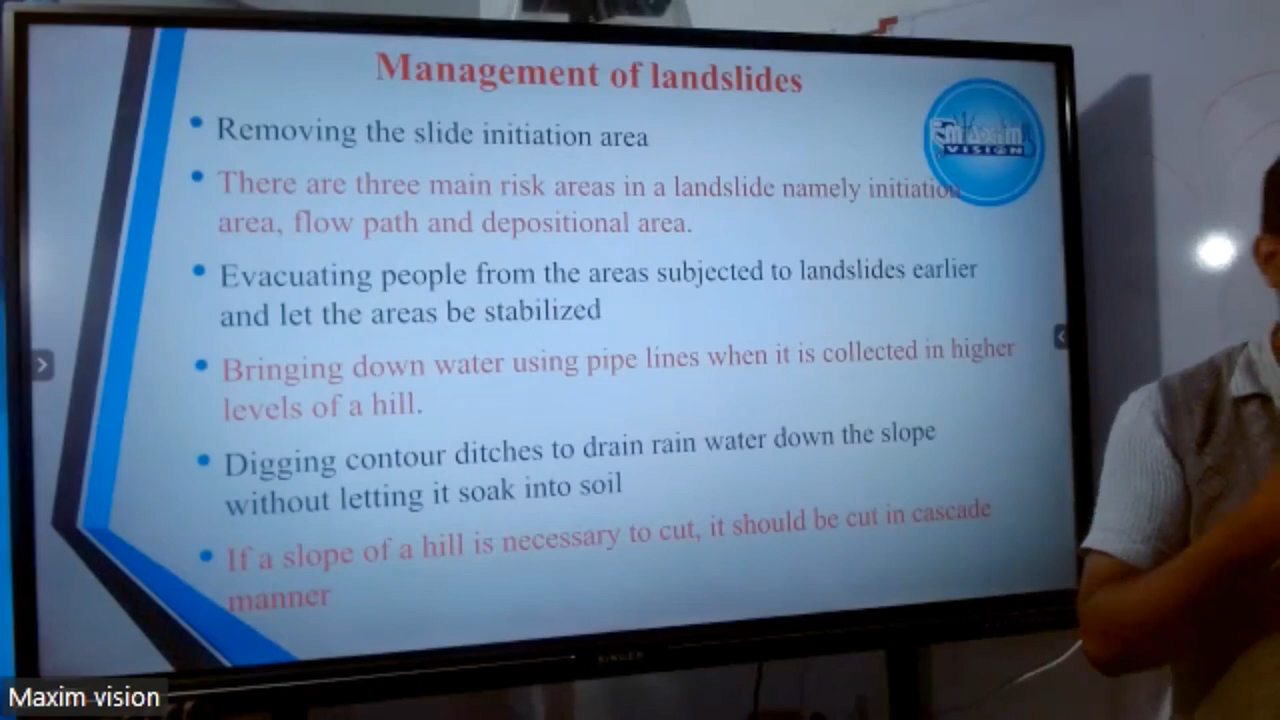 Management of landslides
• Removing the slide initiation area
• There are three main risk areas in a landslide namely initiation
area, flow path and depositional area.
• Evacuating people from the areas subjected to landslides earlier
and let the areas be stabilized
• Bringing down water using pipe lines when it is collected in higher
levels of a hill.
• Digging contour ditches to drain rain water down the slope
without letting it soak into soil
• If a slope of a hill is necessary to cut, it should be cut in cascade
manner
maxim
VISION
SINGER
Maxim vision